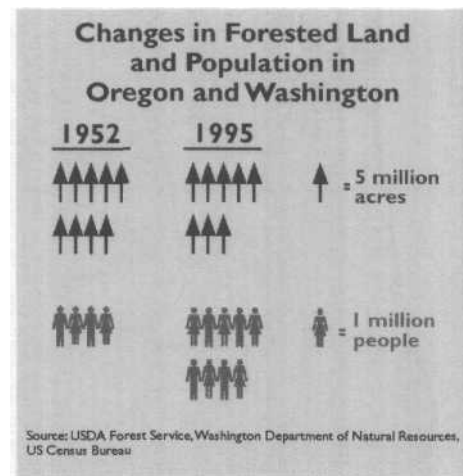 Changes in Forested Land
and Population in
Oregon and Washington
1952 1995
= 5 million
acres
= 1 million
people
Source: USDA Forest Service, Washington Department of Natural Resources,
US Census Bureau